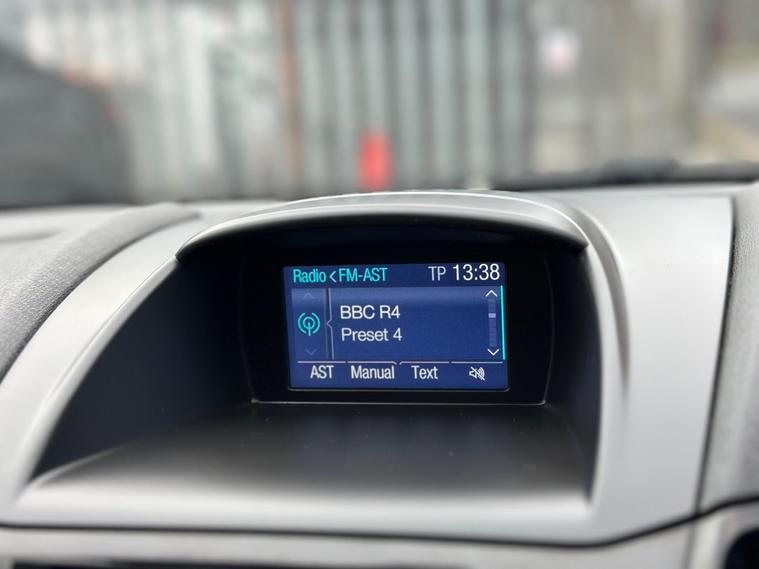 Radio < FM-AST TP 13:38
BBC R4
Preset 4
AST Manual Text